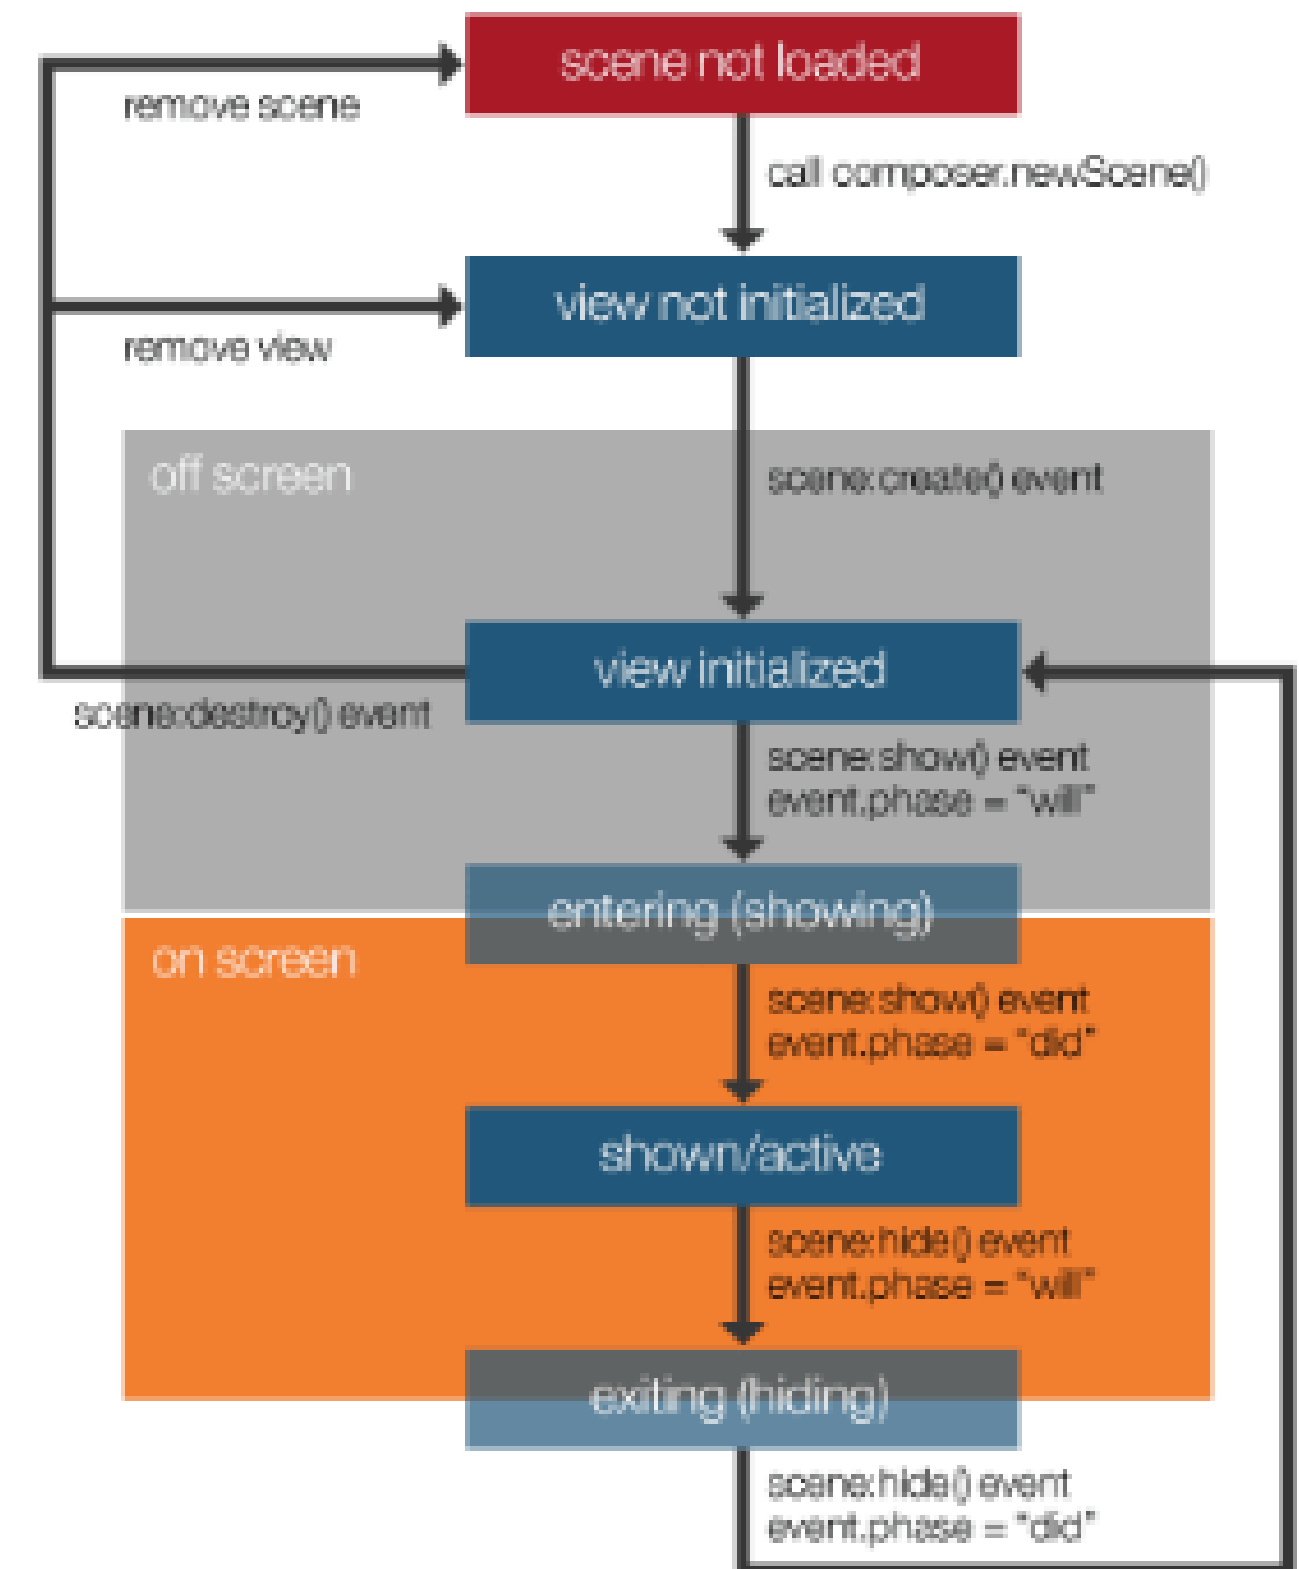 scene not loaded
remove scene
call composer.newScene()
view not initialized
remove view
off screen
scene:create() event
view initialized
scene:destroy() event
scene:show() event
event.phase = "will"
entering (showing)
on screen
scene:show() event
event.phase = "did"
shown/active
scene:hide() event
event.phase = "will"
exiting (hiding)
scene:hide() event
event.phase = "did"